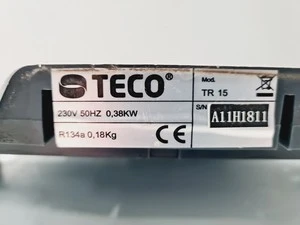 TECO®
Mod.
TR 15
230V 50HZ 0,38KW
S/N
A11H1811
R134a 0,18Kg
CE